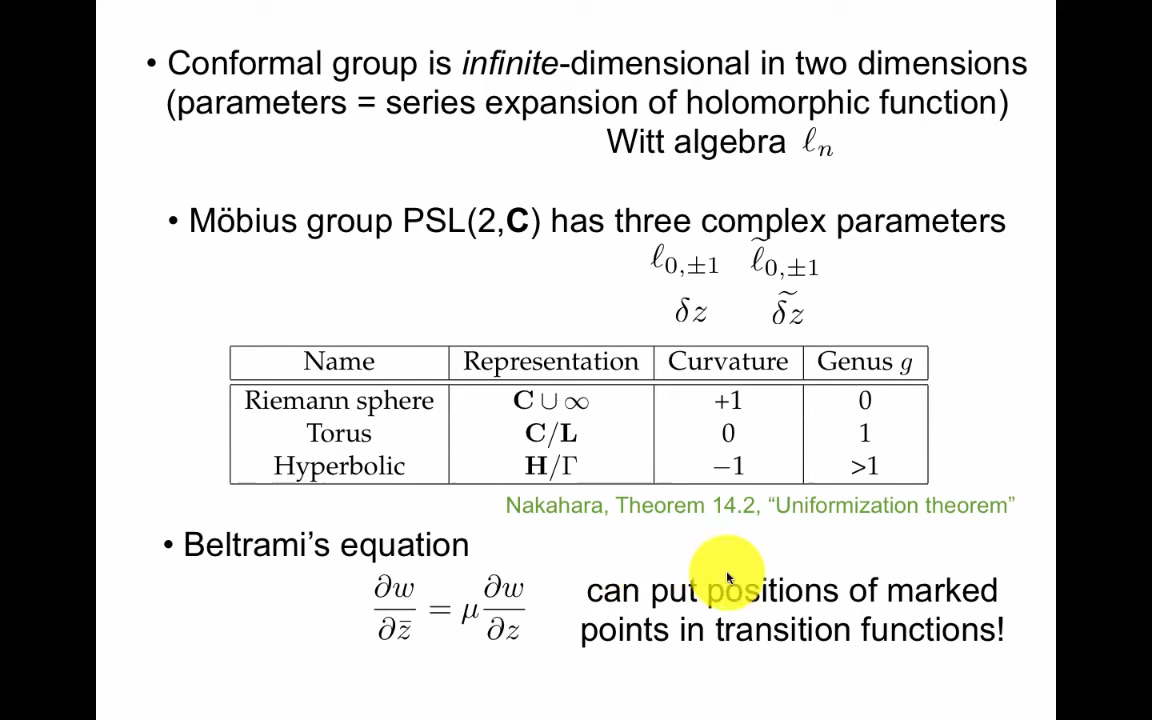 • Conformal group is infinite-dimensional in two dimensions
(parameters = series expansion of holomorphic function)
Witt algebra ℓₙ
• Möbius group PSL(2,C) has three complex parameters
ℓ₀,±₁ ℓ̃₀,±₁
δz δ̃z
Name Representation Curvature Genus g
Riemann sphere C ∪ ∞ +1 0
Torus C/L 0 1
Hyperbolic H/Γ −1 >1
Nakahara, Theorem 14.2, “Uniformization theorem”
• Beltrami’s equation
∂w/∂z̄ = μ ∂w/∂z
can put positions of marked
points in transition functions!